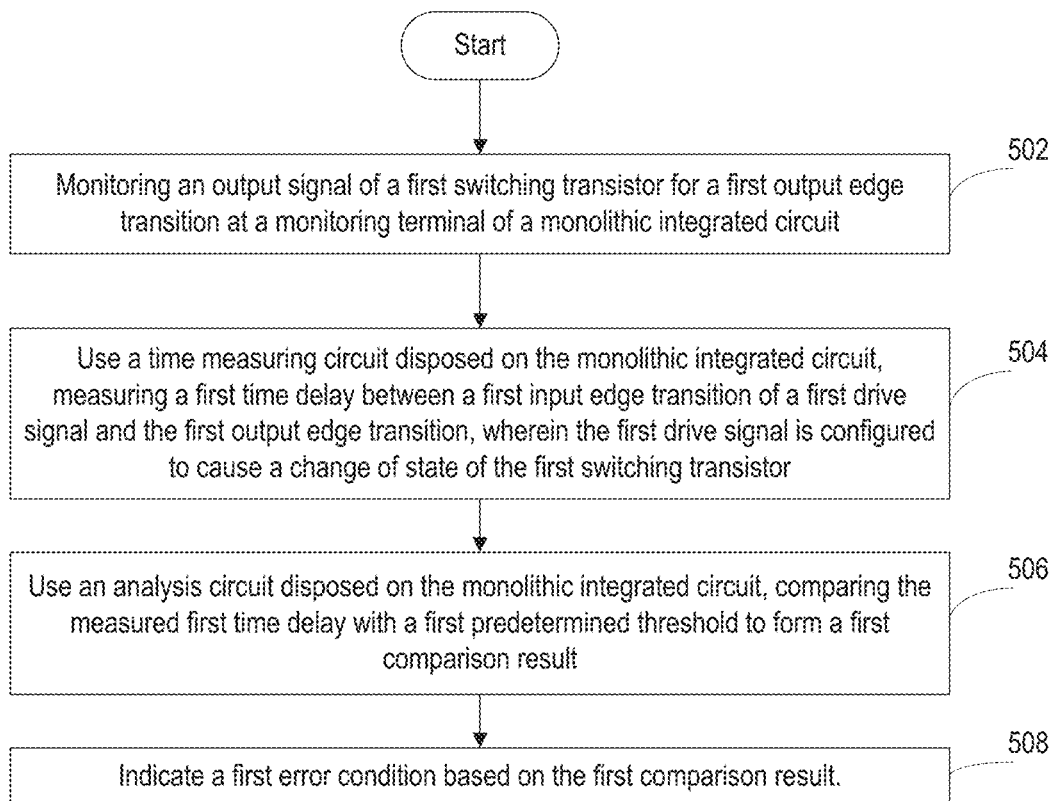 Start
502
Monitoring an output signal of a first switching transistor for a first output edge
transition at a monitoring terminal of a monolithic integrated circuit
504
Use a time measuring circuit disposed on the monolithic integrated circuit,
measuring a first time delay between a first input edge transition of a first drive
signal and the first output edge transition, wherein the first drive signal is configured
to cause a change of state of the first switching transistor
506
Use an analysis circuit disposed on the monolithic integrated circuit, comparing the
measured first time delay with a first predetermined threshold to form a first
comparison result
508
Indicate a first error condition based on the first comparison result.